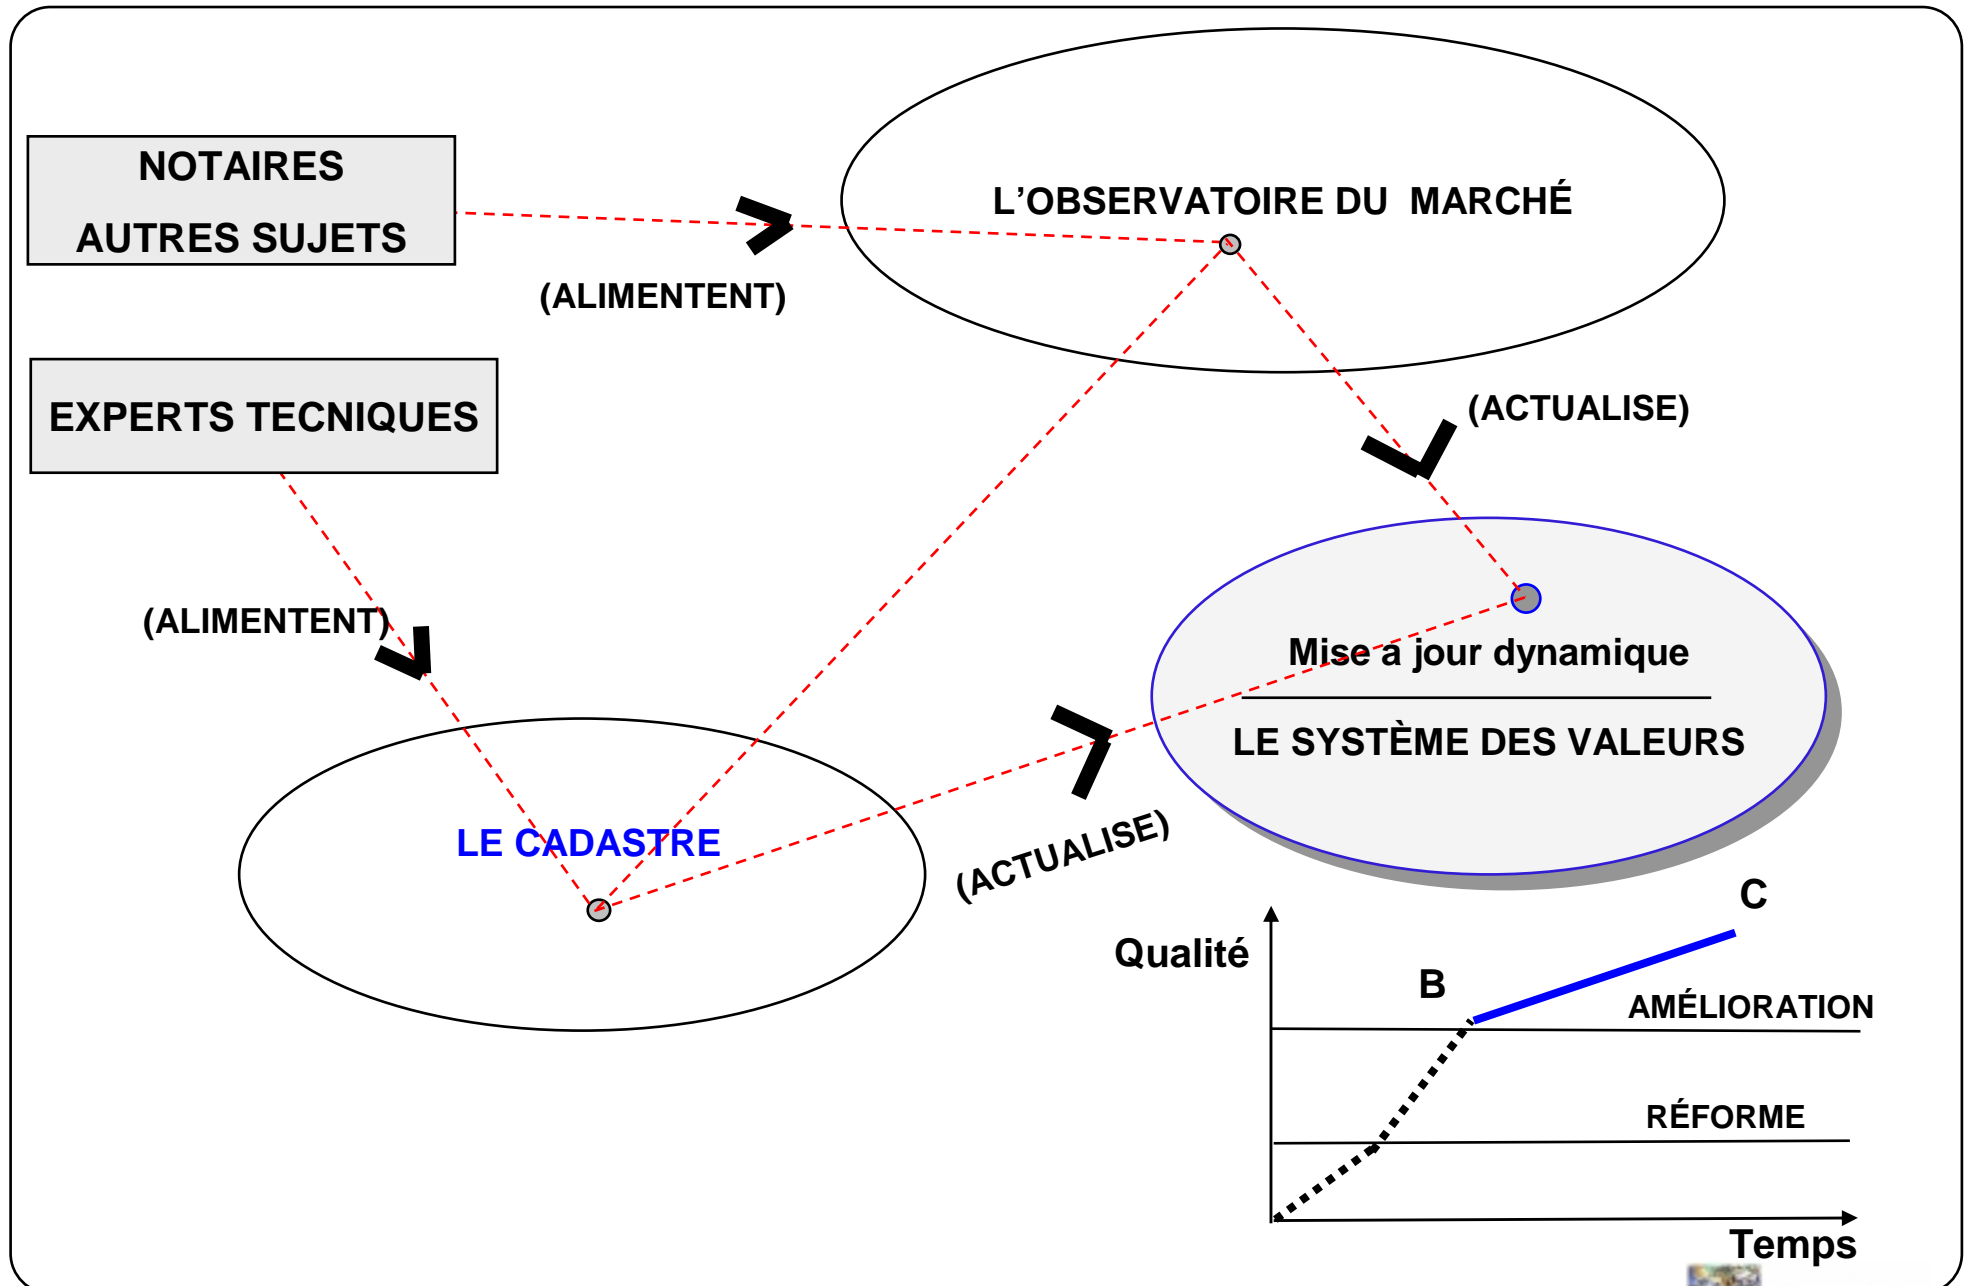 NOTAIRES
AUTRES SUJETS
L’OBSERVATOIRE DU MARCHÉ
(ALIMENTENT)
EXPERTS TECNIQUES
(ACTUALISE)
(ALIMENTENT)
Mise a jour dynamique
LE SYSTÈME DES VALEURS
LE CADASTRE
(ACTUALISE)
C
Qualité
B
AMÉLIORATION
RÉFORME
Temps